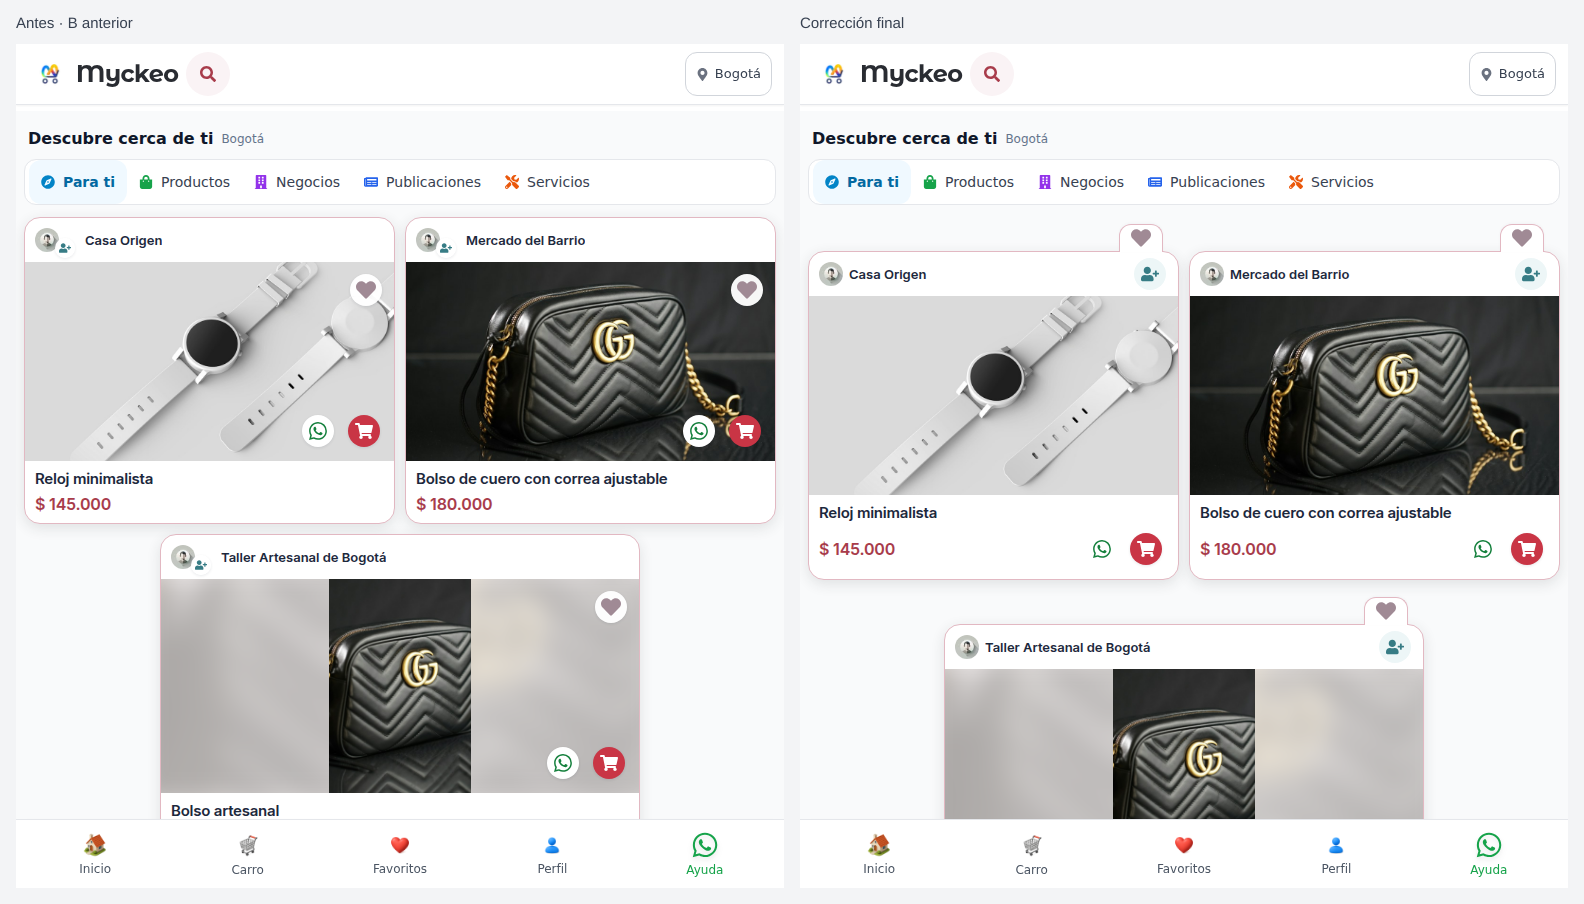 Antes · B anterior
Myckeo
Bogotá
Descubre cerca de ti Bogotá
Para ti Productos Negocios Publicaciones Servicios
Casa Origen
Mercado del Barrio
Reloj minimalista
$ 145.000
Bolso de cuero con correa ajustable
$ 180.000
Taller Artesanal de Bogotá
Bolso artesanal
Inicio Carro Favoritos Perfil Ayuda
Corrección final
Myckeo
Bogotá
Descubre cerca de ti Bogotá
Para ti Productos Negocios Publicaciones Servicios
Casa Origen
Mercado del Barrio
Reloj minimalista
$ 145.000
Bolso de cuero con correa ajustable
$ 180.000
Taller Artesanal de Bogotá
Inicio Carro Favoritos Perfil Ayuda